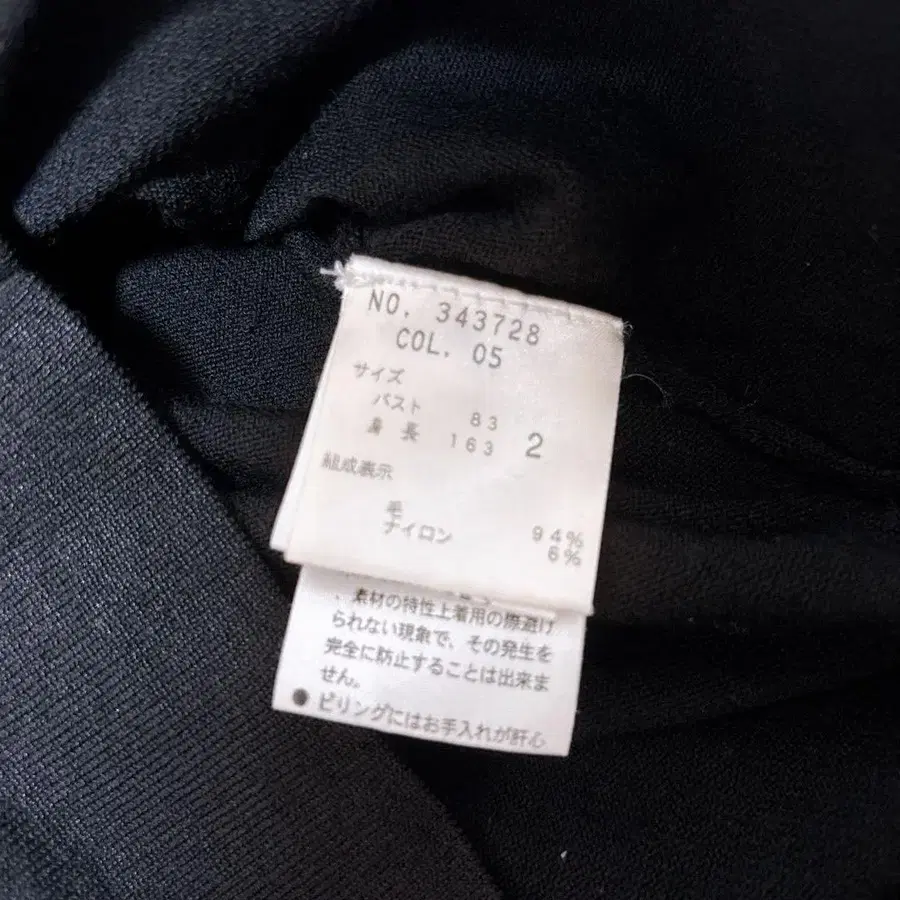 NO. 343728
COL. 05
サイズ
バスト 83
身長 163 2
組成表示
毛 94%
ナイロン 6%
、素材の特性上着用の際避け
られない現象で、その発生を
完全に防止することは出来ま
せん。
● ピリングにはお手入れが肝心